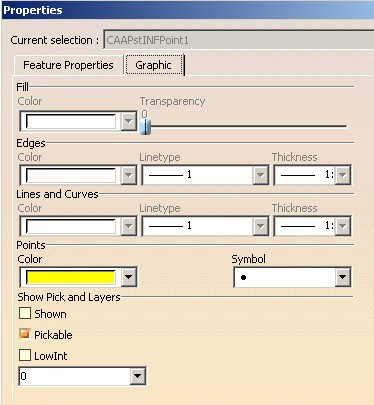 Properties
Current selection : CAAPstINFPoint1
Feature Properties Graphic
Fill
Color Transparency
0
Edges
Color Linetype Thickness
1 1:
Lines and Curves
Color Linetype Thickness
1 1:
Points
Color Symbol
Show Pick and Layers
Shown
Pickable
LowInt
0